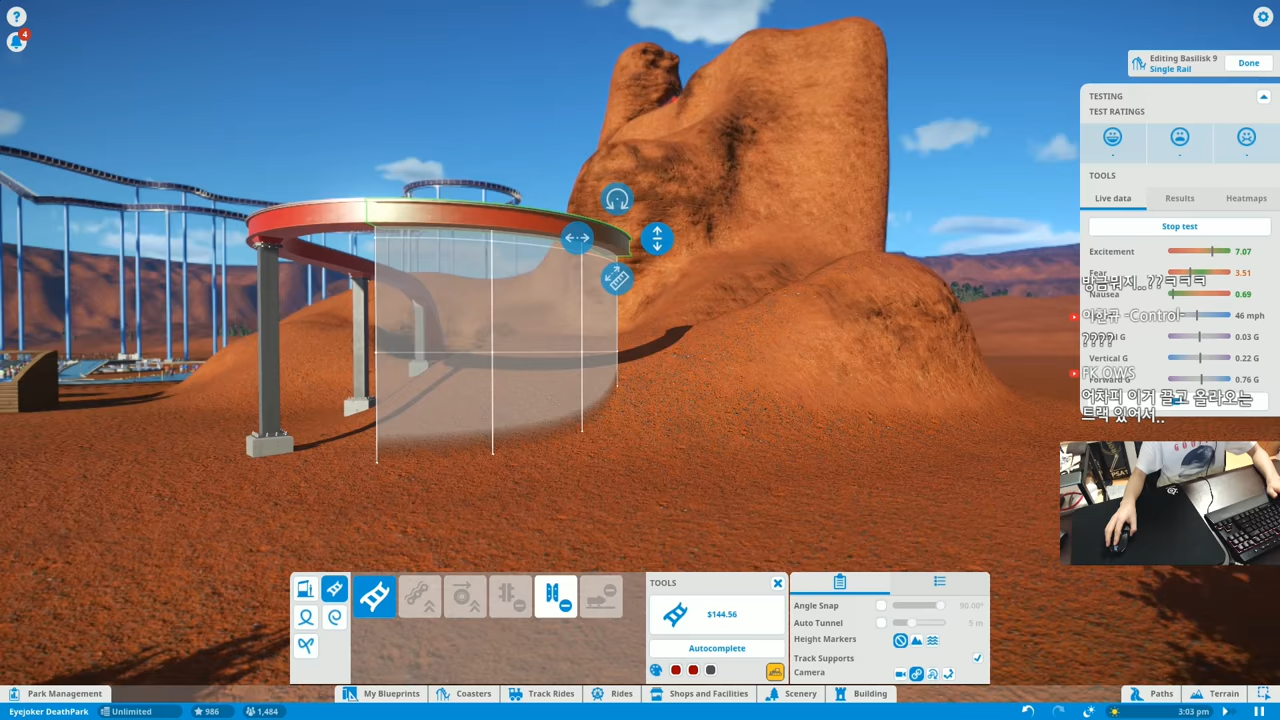 ?
4
Editing Basilisk 9
Single Rail
Done
TESTING
TEST RATINGS
- - -
TOOLS
Live data Results Heatmaps
Stop test
Excitement 7.07
Fear 3.51
방금뭐지..??ㅋㅋㅋ
Nausea 0.69
이환규 -Control-
46 mph
????
0.03 G
Vertical G 0.22 G
FK OWS
Forward G 0.76 G
어차피 이거 끌고 올라오는
트랙 있어서..
TOOLS
$144.56
Autocomplete
Angle Snap 90.00°
Auto Tunnel 5 m
Height Markers
Track Supports
Camera
Park Management My Blueprints Coasters Track Rides Rides Shops and Facilities Scenery Building Paths Terrain
Eyejoker DeathPark Unlimited 986 1,484 3:03 pm